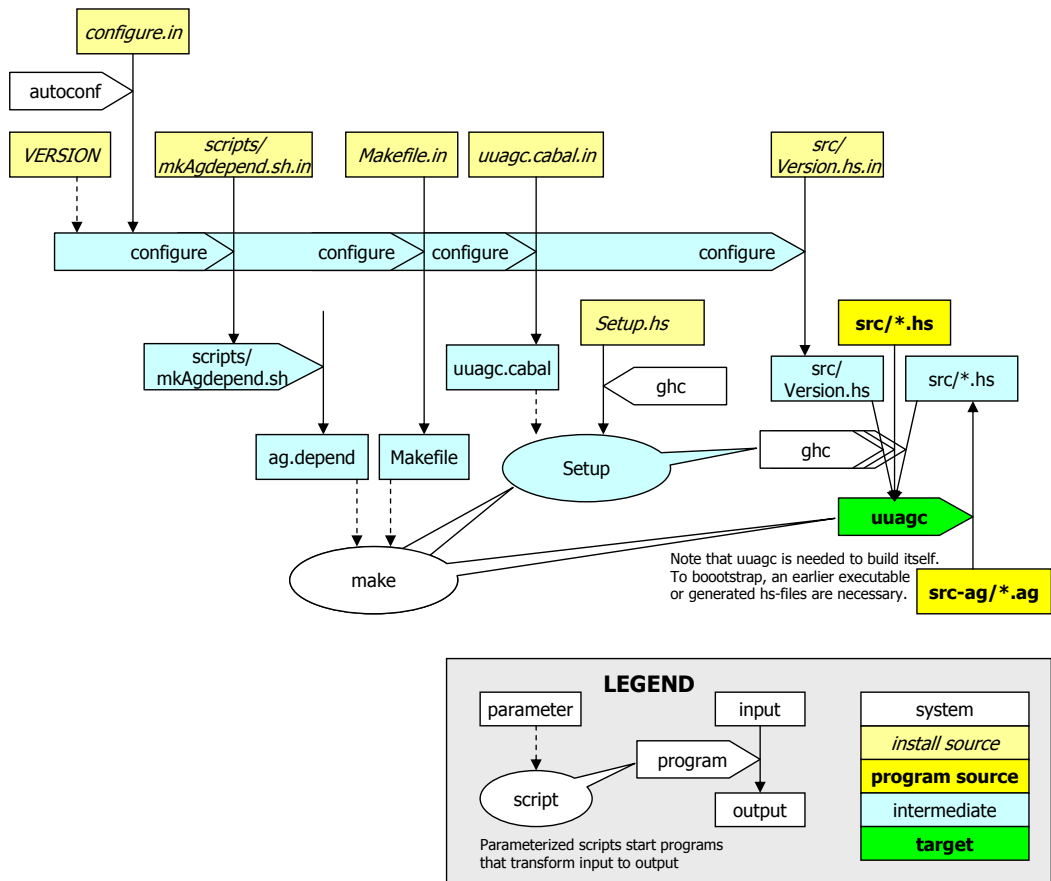 configure.in
autoconf
VERSION
scripts/
mkAgdepend.sh.in
Makefile.in
uuagc.cabal.in
src/
Version.hs.in
configure
configure
configure
configure
Setup.hs
src/*.hs
scripts/
mkAgdepend.sh
uuagc.cabal
ghc
src/
Version.hs
src/*.hs
ag.depend
Makefile
Setup
ghc
uuagc
make
Note that uuagc is needed to build itself.
To boootstrap, an earlier executable
or generated hs-files are necessary.
src-ag/*.ag
LEGEND
parameter
input
system
program
install source
script
program source
output
intermediate
Parameterized scripts start programs
that transform input to output
target